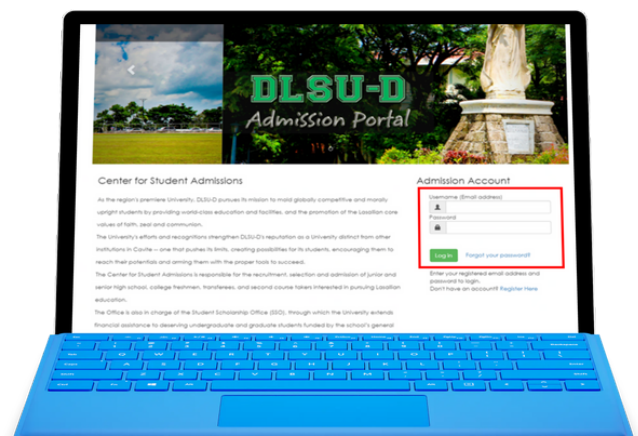 DLSU-D
Admission Portal
Center for Student Admissions
As the region's premiere University, DLSU-D pursues its mission to mold globally competitive and morally
upright students by providing world-class education and facilities, and the promotion of the Lasallian core
values of faith, zeal and communion.
The University's efforts and recognitions strengthen DLSU-D's reputation as a University distinct from other
institutions in Cavite – one that pushes its limits, creating possibilities for its students, encouraging them to
reach their potentials and arming them with the proper tools to succeed.
The Center for Student Admissions is responsible for the recruitment, selection and admission of junior and
senior high school, college freshmen, transferees, and second course takers interested in pursuing Lasallian
education.
The Office is also in charge of the Student Scholarship Office (SSO), through which the University extends
financial assistance to deserving undergraduate and graduate students funded by the school's general
Admission Account
Username (Email address)
Password
Log in
Forgot your password?
Enter your registered email address and
password to login.
Don't have an account? Register Here
Q W E R T Y U I O P
A S D F G H J K L
Z X C V B N M